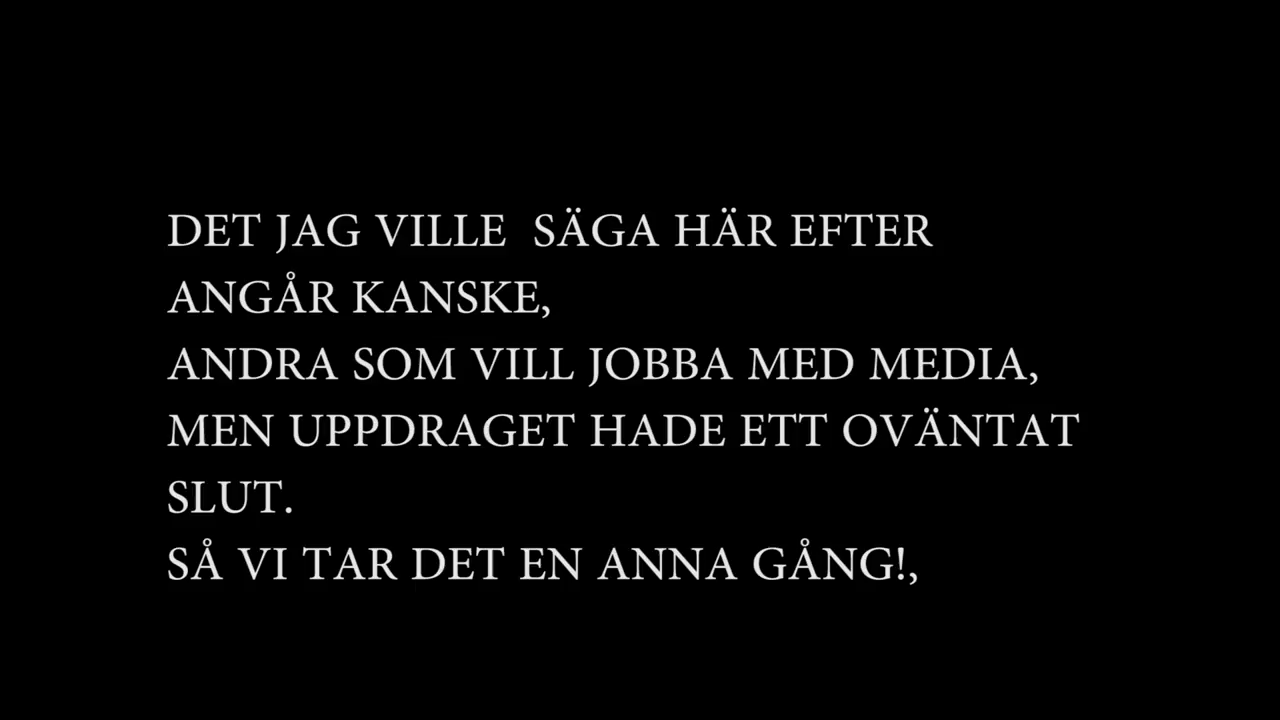 DET JAG VILLE  SÄGA HÄR EFTER
ANGÅR KANSKE,
ANDRA SOM VILL JOBBA MED MEDIA,
MEN UPPDRAGET HADE ETT OVÄNTAT
SLUT.
SÅ VI TAR DET EN ANNA GÅNG!,